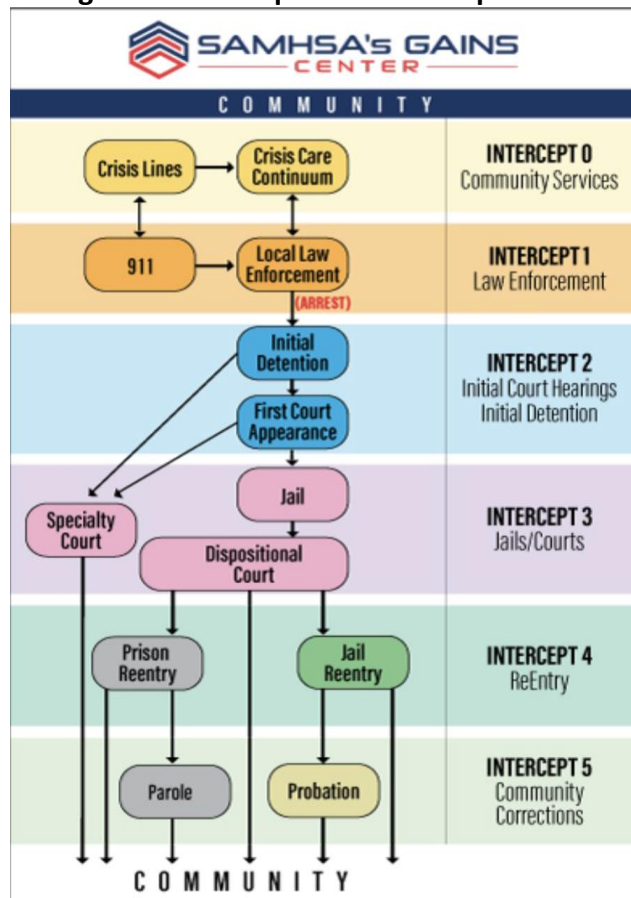 SAMHSA's GAINS
CENTER
COMMUNITY
Crisis Lines
Crisis Care
Continuum
INTERCEPT 0
Community Services
911
Local Law
Enforcement
(ARREST)
INTERCEPT 1
Law Enforcement
Initial
Detention
First Court
Appearance
INTERCEPT 2
Initial Court Hearings
Initial Detention
Jail
Specialty
Court
Dispositional
Court
INTERCEPT 3
Jails/Courts
Prison
Reentry
Jail
Reentry
INTERCEPT 4
ReEntry
Parole
Probation
INTERCEPT 5
Community
Corrections
COMMUNITY